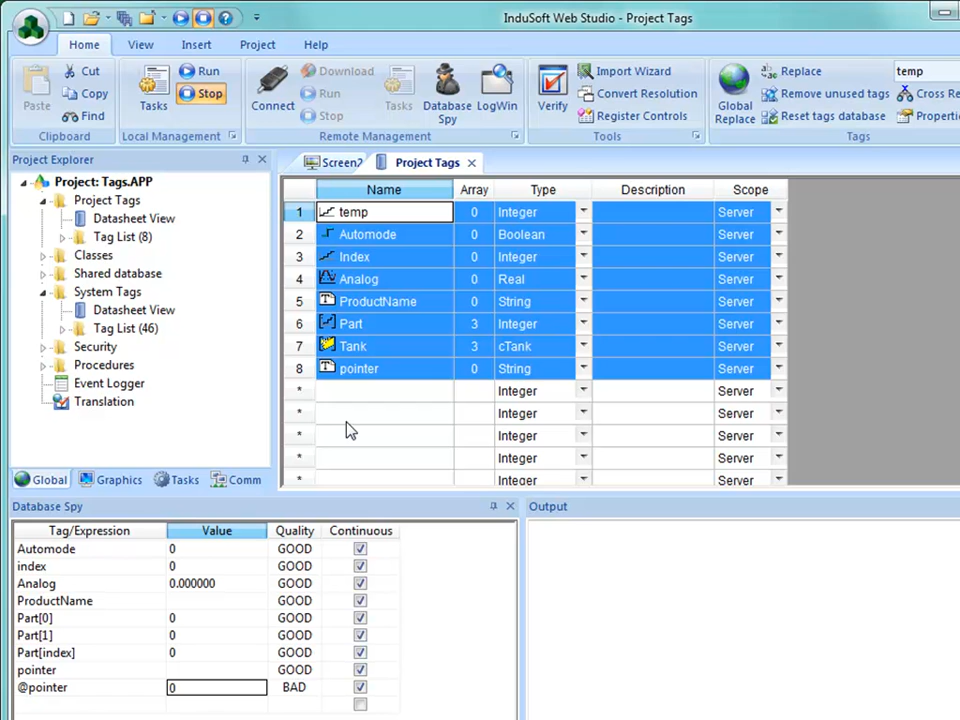 InduSoft Web Studio - Project Tags
Home View Insert Project Help
Paste Cut Copy Find Clipboard
Tasks Run Stop Local Management
Connect Download Run Stop Tasks Database Spy LogWin Remote Management
Verify Import Wizard Convert Resolution Register Controls Tools
Global Replace Replace Remove unused tags Reset tags database temp Cross Re Properti Tags
Project Explorer
Project: Tags.APP
Project Tags
Datasheet View
Tag List (8)
Classes
Shared database
System Tags
Datasheet View
Tag List (46)
Security
Procedures
Event Logger
Translation
Global Graphics Tasks Comm
Screen2 Project Tags
Name Array Type Description Scope
1 temp 0 Integer Server
2 Automode 0 Boolean Server
3 Index 0 Integer Server
4 Analog 0 Real Server
5 ProductName 0 String Server
6 Part 3 Integer Server
7 Tank 3 cTank Server
8 pointer 0 String Server
* Integer Server
* Integer Server
* Integer Server
* Integer Server
* Integer Server
Database Spy
Tag/Expression Value Quality Continuous
Automode 0 GOOD
index 0 GOOD
Analog 0.000000 GOOD
ProductName GOOD
Part[0] 0 GOOD
Part[1] 0 GOOD
Part[index] 0 GOOD
pointer GOOD
@pointer 0 BAD
Output